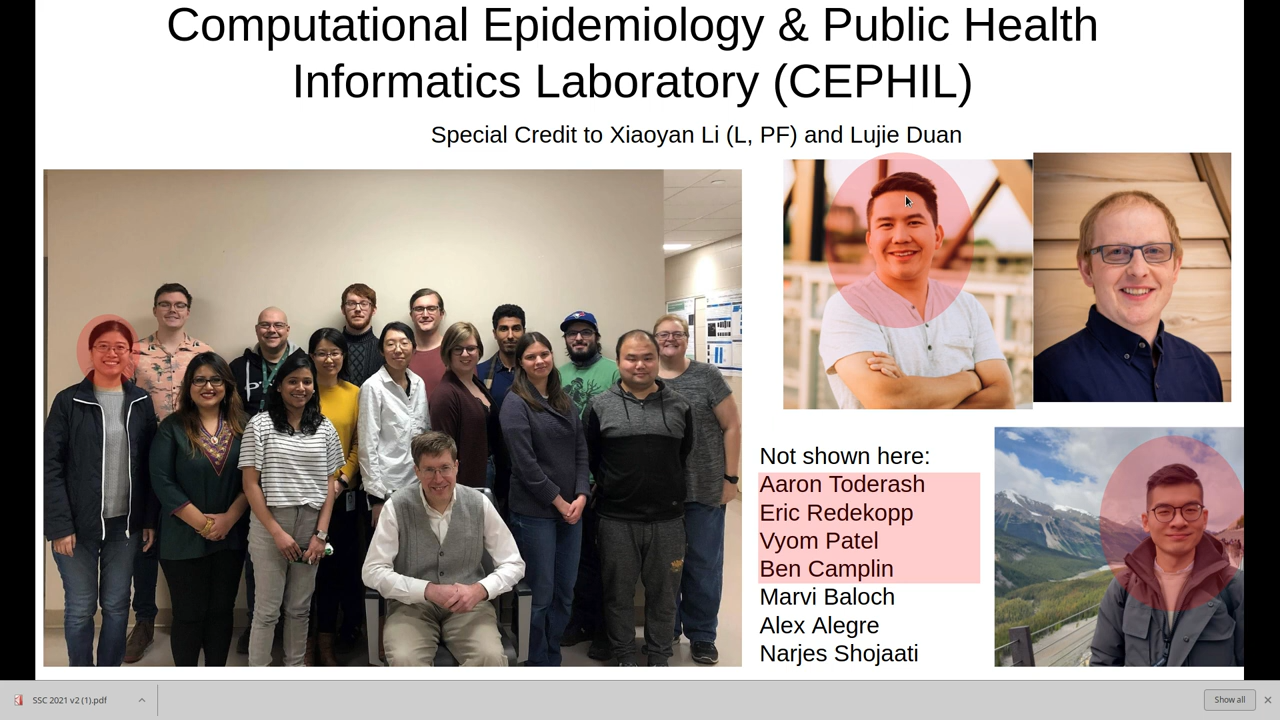 Computational Epidemiology & Public Health
Informatics Laboratory (CEPHIL)
Special Credit to Xiaoyan Li (L, PF) and Lujie Duan
Not shown here:
Aaron Toderash
Eric Redekopp
Vyom Patel
Ben Camplin
Marvi Baloch
Alex Alegre
Narjes Shojaati
SSC 2021 v2 (1).pdf
Show all